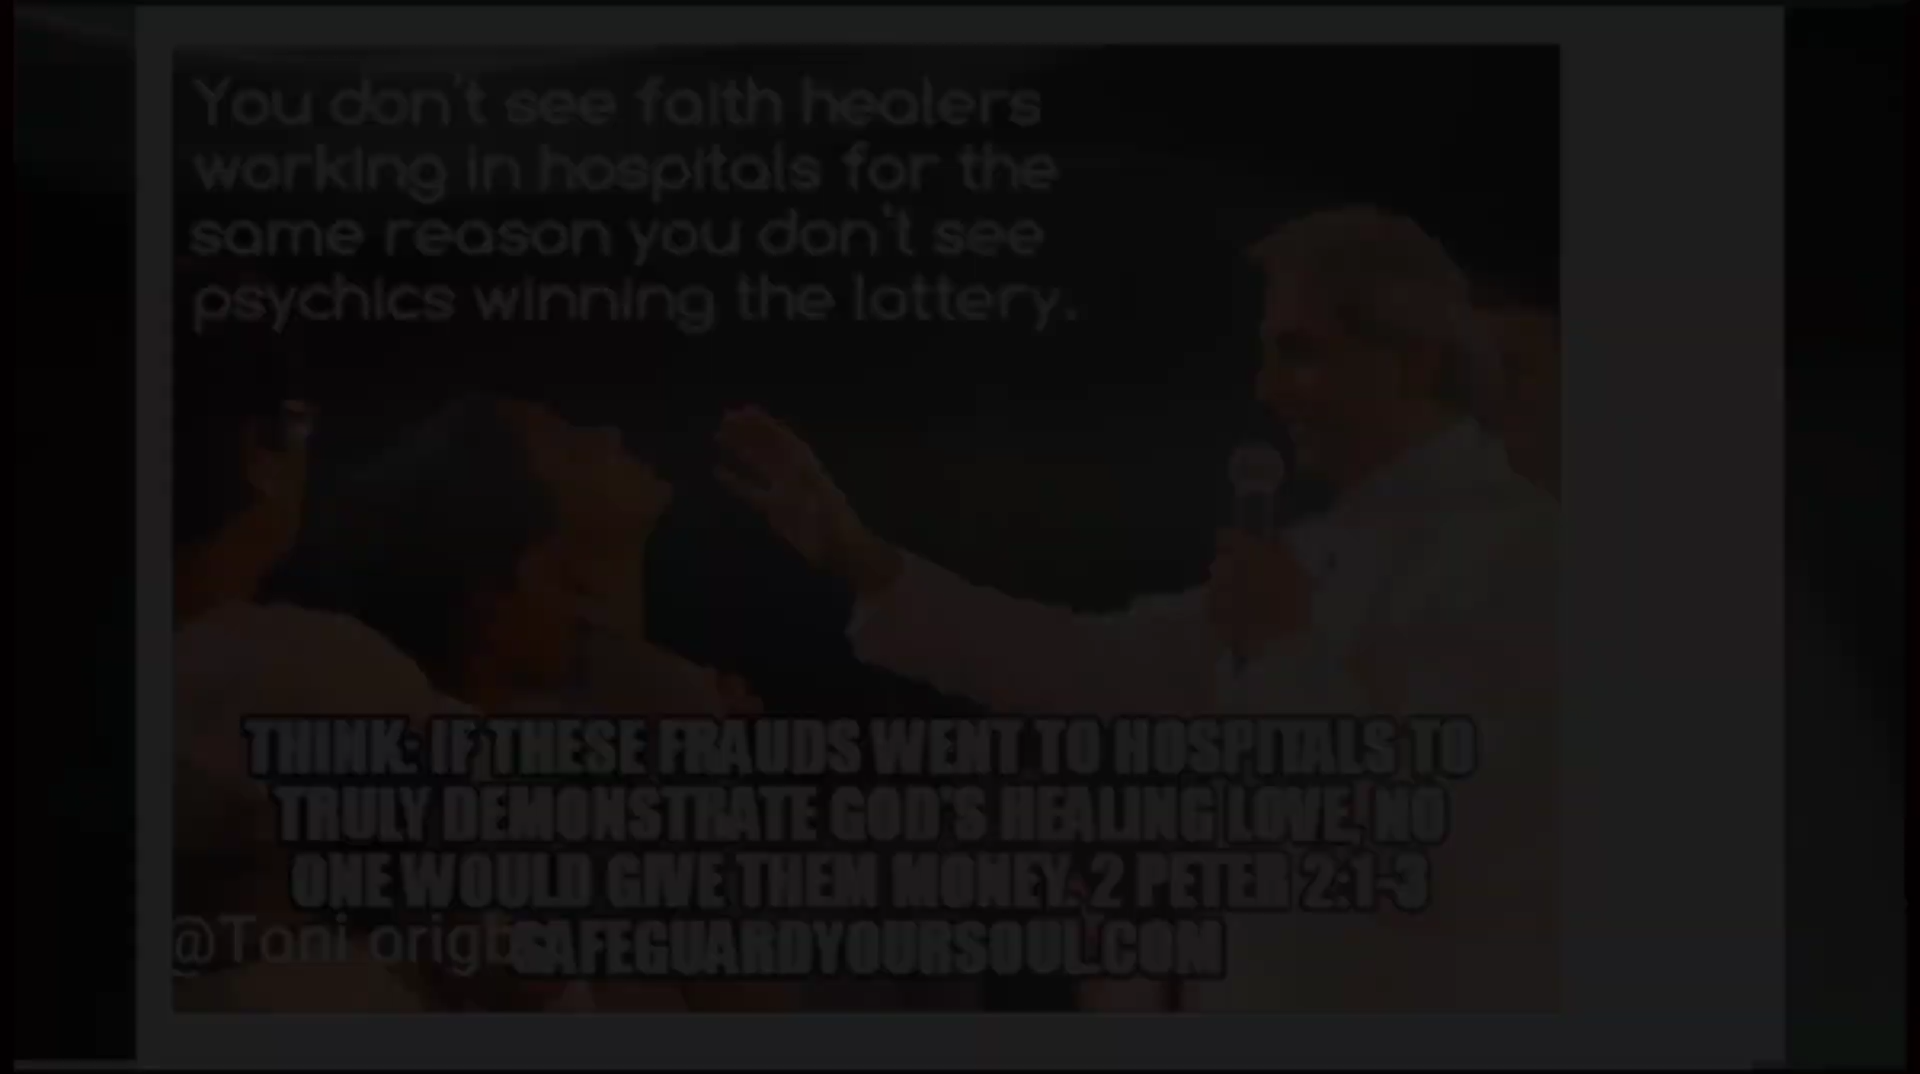 You don't see faith healers
working in hospitals for the
same reason you don't see
psychics winning the lottery.
THINK: IF THESE FRAUDS WENT TO HOSPITALS TO
TRULY DEMONSTRATE GOD'S HEALING LOVE, NO
ONE WOULD GIVE THEM MONEY. 2 PETER 2:1-3
@Tani
SAFEGUARDYOURSOUL.COM